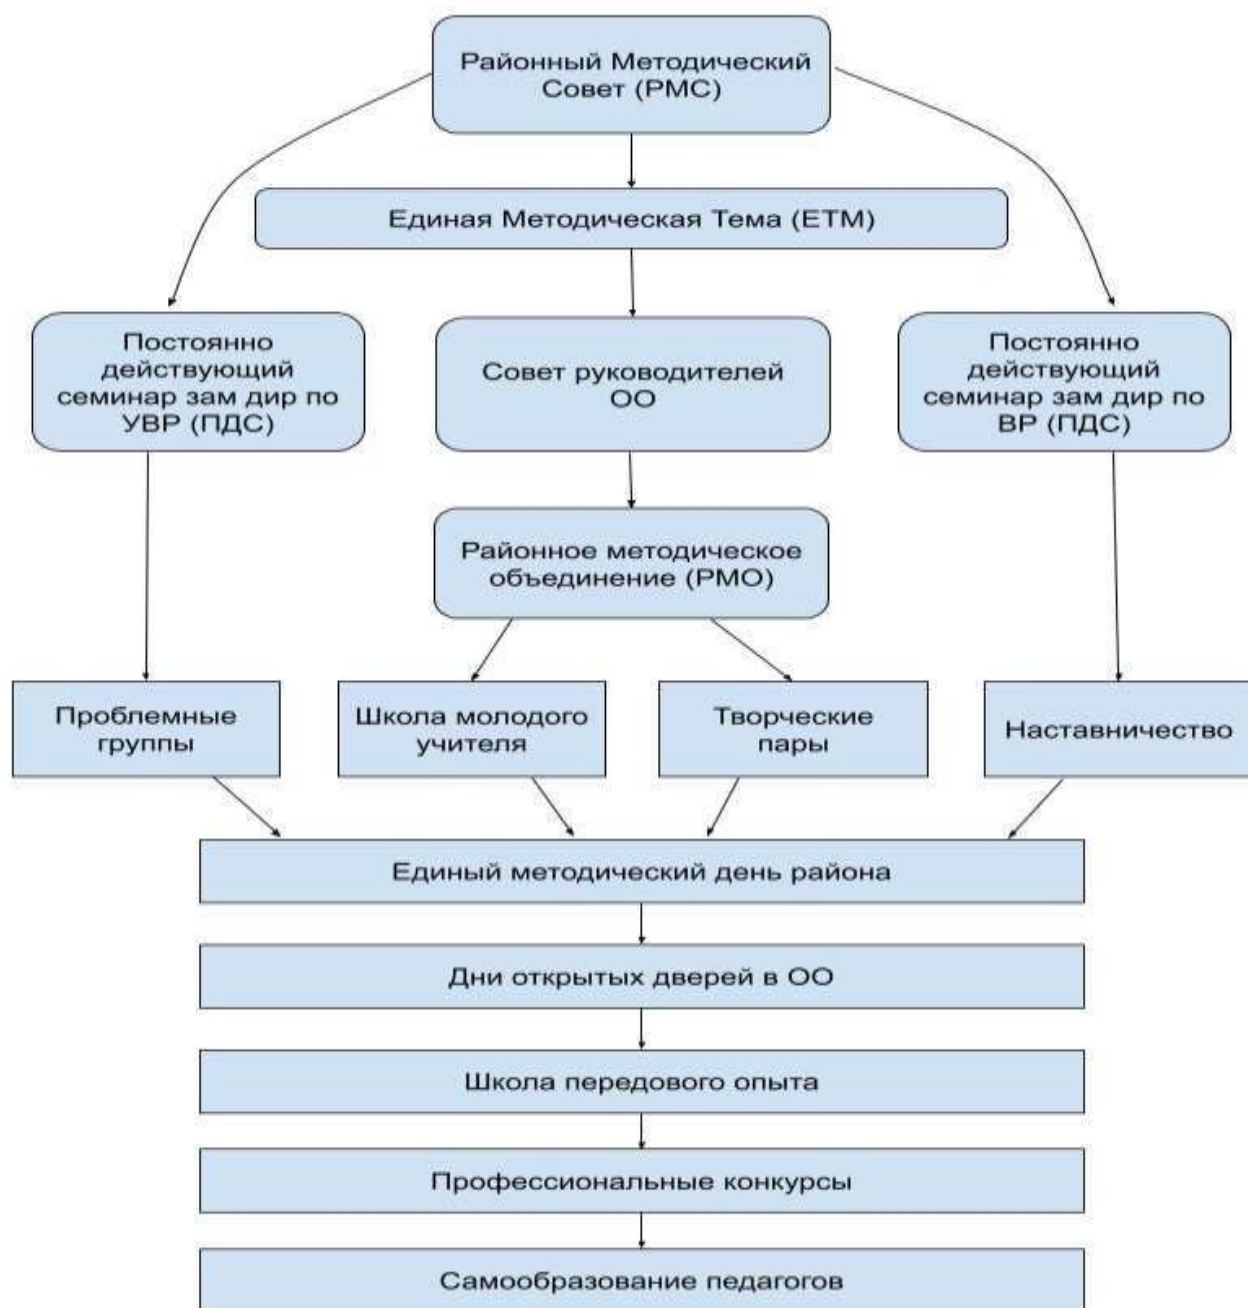 Районный Методический
Совет (РМС)
Единая Методическая Тема (ЕТМ)
Постоянно
действующий
семинар зам дир по
УВР (ПДС)
Совет руководителей
ОО
Постоянно
действующий
семинар зам дир по
ВР (ПДС)
Районное методическое
объединение (РМО)
Проблемные
группы
Школа молодого
учителя
Творческие
пары
Наставничество
Единый методический день района
Дни открытых дверей в ОО
Школа передового опыта
Профессиональные конкурсы
Самообразование педагогов